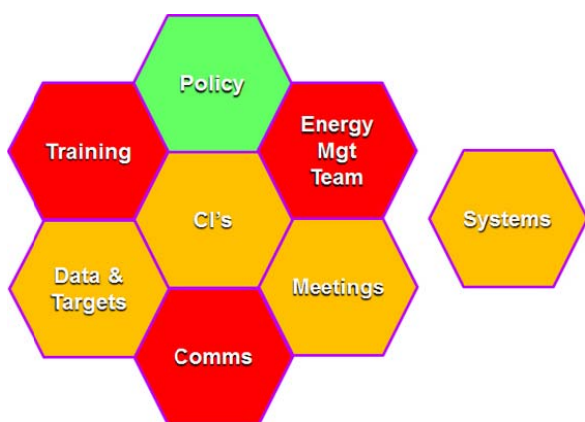 Policy
Training
Energy
Mgt
Team
CI's
Systems
Data &
Targets
Meetings
Comms